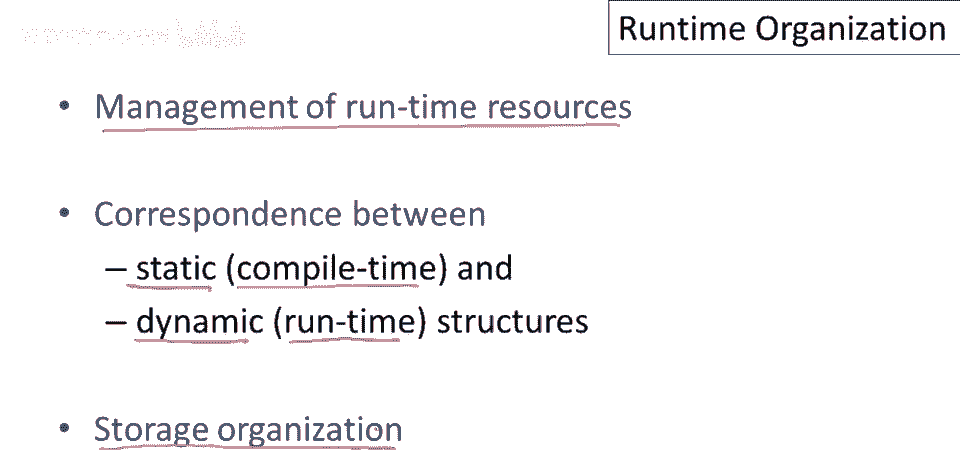 Runtime Organization
• Management of run-time resources
• Correspondence between
– static (compile-time) and
– dynamic (run-time) structures
• Storage organization